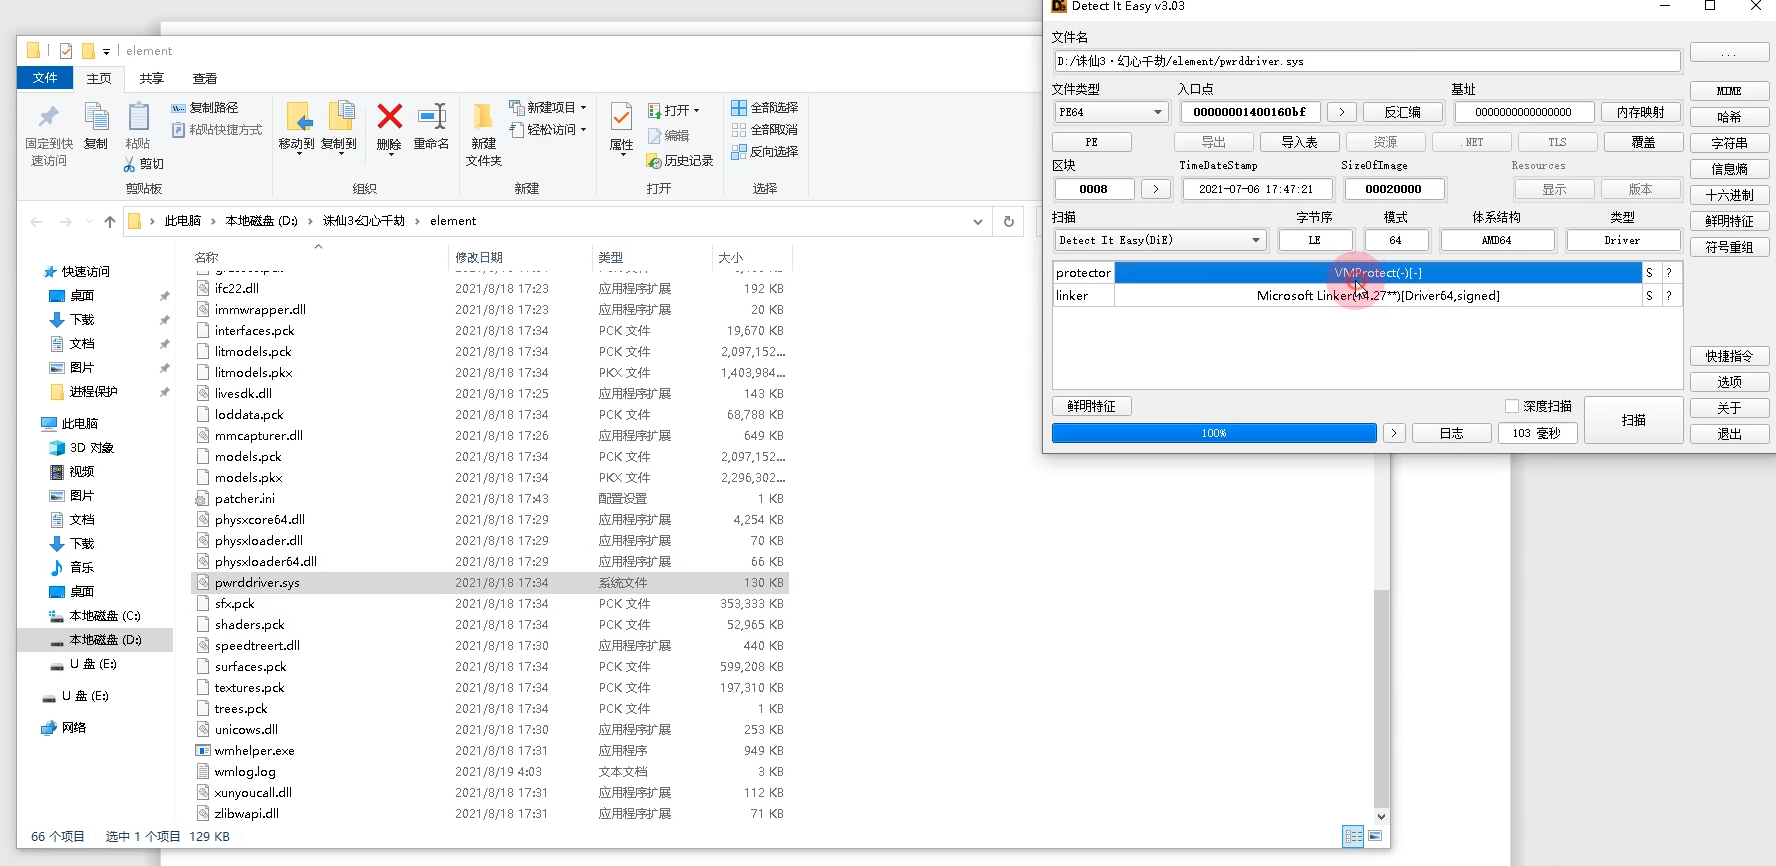 element
文件
主页
共享
查看
固定到快速访问
复制
粘贴
复制路径
粘贴快捷方式
剪切
剪贴板
移动到
复制到
删除
重命名
组织
新建文件夹
新建项目
轻松访问
新建
属性
打开
编辑
历史记录
打开
全部选择
全部取消
反向选择
选择
此电脑 › 本地磁盘 (D:) › 诛仙3·幻心千劫 › element
快速访问
桌面
下载
文档
图片
进程保护
此电脑
3D 对象
视频
图片
文档
下载
音乐
桌面
本地磁盘 (C:)
本地磁盘 (D:)
U 盘 (E:)
U 盘 (E:)
网络
名称 修改日期 类型 大小
ifc22.dll 2021/8/18 17:23 应用程序扩展 192 KB
immwrapper.dll 2021/8/18 17:23 应用程序扩展 20 KB
interfaces.pck 2021/8/18 17:34 PCK 文件 19,670 KB
litmodels.pck 2021/8/18 17:34 PCK 文件 2,097,152...
litmodels.pkx 2021/8/18 17:34 PKX 文件 1,403,984...
livesdk.dll 2021/8/18 17:25 应用程序扩展 143 KB
loddata.pck 2021/8/18 17:34 PCK 文件 68,788 KB
mmcapturer.dll 2021/8/18 17:26 应用程序扩展 649 KB
models.pck 2021/8/18 17:34 PCK 文件 2,097,152...
models.pkx 2021/8/18 17:34 PKX 文件 2,296,302...
patcher.ini 2021/8/18 17:43 配置设置 1 KB
physxcore64.dll 2021/8/18 17:29 应用程序扩展 4,254 KB
physxloader.dll 2021/8/18 17:29 应用程序扩展 70 KB
physxloader64.dll 2021/8/18 17:29 应用程序扩展 66 KB
pwrddriver.sys 2021/8/18 17:34 系统文件 130 KB
sfx.pck 2021/8/18 17:34 PCK 文件 353,333 KB
shaders.pck 2021/8/18 17:34 PCK 文件 52,965 KB
speedtreert.dll 2021/8/18 17:30 应用程序扩展 440 KB
surfaces.pck 2021/8/18 17:34 PCK 文件 599,208 KB
textures.pck 2021/8/18 17:34 PCK 文件 197,310 KB
trees.pck 2021/8/18 17:34 PCK 文件 1 KB
unicows.dll 2021/8/18 17:30 应用程序扩展 253 KB
wmhelper.exe 2021/8/18 17:31 应用程序 949 KB
wmlog.log 2021/8/19 4:03 文本文档 3 KB
xunyoucall.dll 2021/8/18 17:31 应用程序扩展 112 KB
zlibwapi.dll 2021/8/18 17:31 应用程序扩展 71 KB
66 个项目 选中 1 个项目 129 KB
Detect It Easy v3.03
文件名
D:/诛仙3·幻心千劫/element/pwrddriver.sys ...
文件类型 入口点 基址
PE64 00000001400160bf > 反汇编 0000000000000000 内存映射
PE 导出 导入表 资源 .NET TLS 覆盖
区块 TimeDateStamp SizeOfImage Resources
0008 > 2021-07-06 17:47:21 00020000 显示 版本
扫描 字节序 模式 体系结构 类型
Detect It Easy(DiE) LE 64 AMD64 Driver
protector VMProtect(-)[-] S ?
linker Microsoft Linker( 4.27**)[Driver64,signed] S ?
鲜明特征 深度扫描 扫描
100% > 日志 103 毫秒
MIME
哈希
字符串
信息熵
十六进制
鲜明特征
符号重组
快捷指令
选项
关于
退出